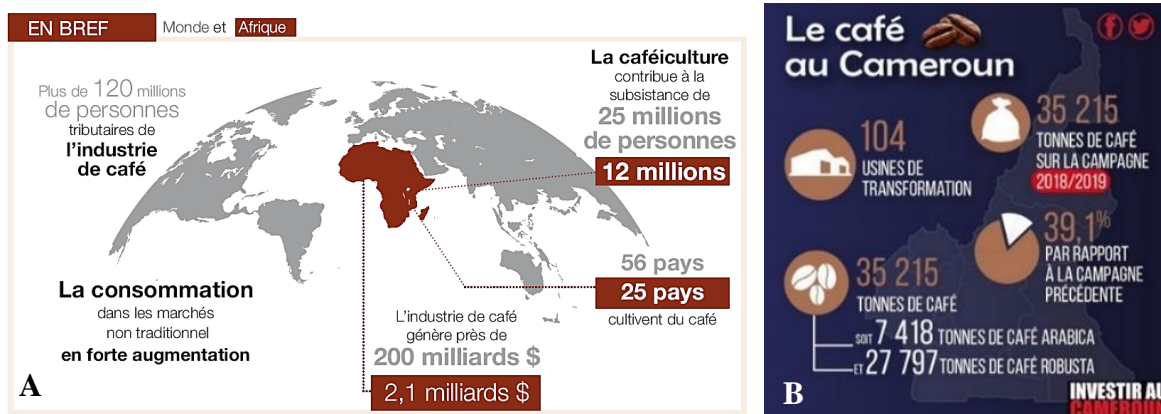 EN BREF
Monde et Afrique
Plus de 120 millions
de personnes
tributaires de
l’industrie
de café
La caféiculture
contribue à la
subsistance de
25 millions
de personnes
12 millions
56 pays
25 pays
cultivent du café
La consommation
dans les marchés
non traditionnel
en forte augmentation
L’industrie de café
génère près de
200 milliards $
2,1 milliards $
A
Le café
au Cameroun
104
USINES DE
TRANSFORMATION
35 215
TONNES DE CAFÉ
SUR LA CAMPAGNE
2018/2019
39,1%
PAR RAPPORT
À LA CAMPAGNE
PRÉCÉDENTE
35 215
TONNES DE CAFÉ
SOIT 7 418 TONNES DE CAFÉ ARABICA
ET 27 797 TONNES DE CAFÉ ROBUSTA
B
INVESTIR AU
CAMEROUN